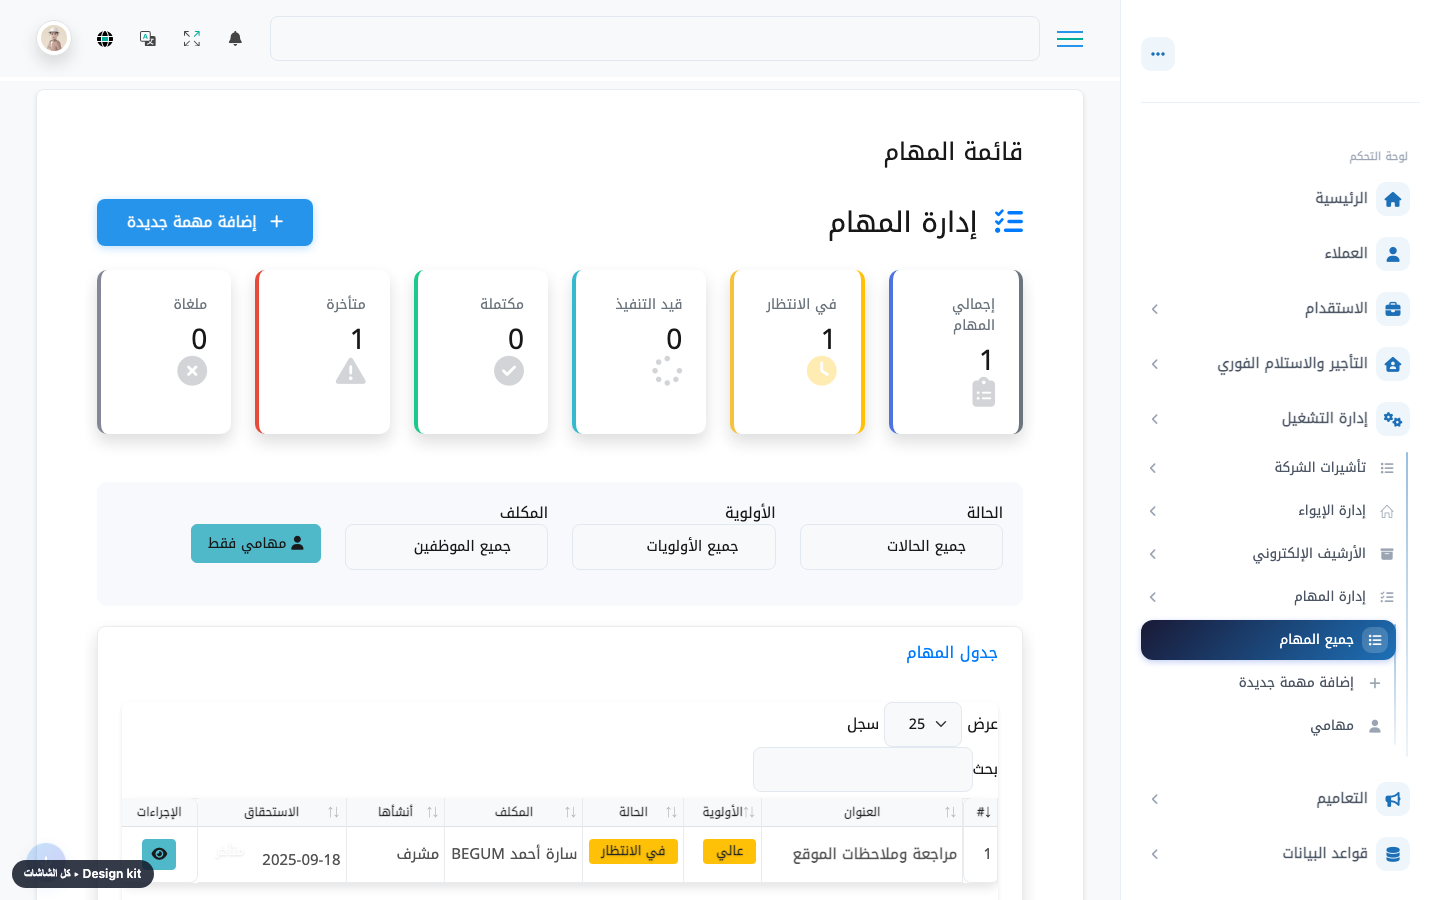 لوحة التحكم
الرئيسية
العملاء
الاستقدام
التأجير والاستلام الفوري
إدارة التشغيل
تأشيرات الشركة
إدارة الإيواء
الأرشيف الإلكتروني
إدارة المهام
جميع المهام
إضافة مهمة جديدة
مهامي
التعاميم
قواعد البيانات
قائمة المهام
إدارة المهام
إضافة مهمة جديدة
إجمالي المهام
1
في الانتظار
1
قيد التنفيذ
0
مكتملة
0
متأخرة
1
ملغاة
0
الحالة
جميع الحالات
الأولوية
جميع الأولويات
المكلف
جميع الموظفين
مهامي فقط
جدول المهام
عرض 25 سجل
بحث
# العنوان الأولوية الحالة المكلف أنشأها الاستحقاق الإجراءات
1 مراجعة وملاحظات الموقع عالي في الانتظار سارة أحمد BEGUM مشرف 2025-09-18
Design kit ▸ كل الشاشات